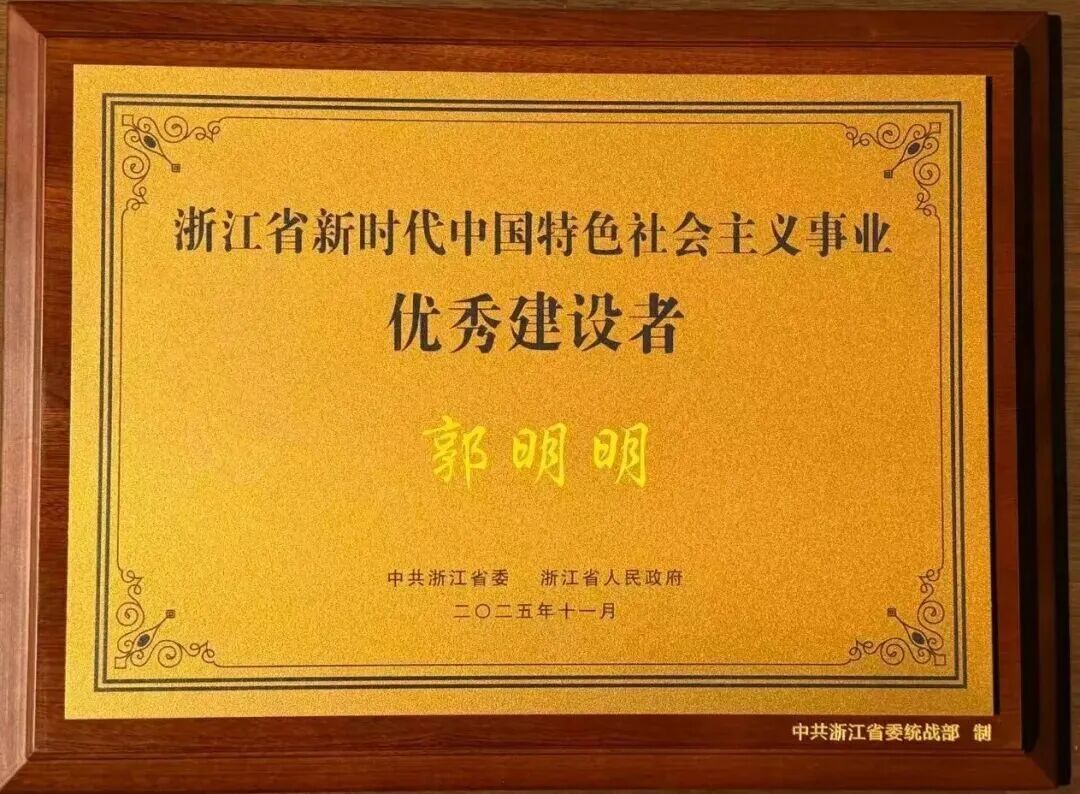 浙江省新时代中国特色社会主义事业
优秀建设者
郭明明
中共浙江省委 浙江省人民政府
二〇二五年十一月
中共浙江省委统战部 制